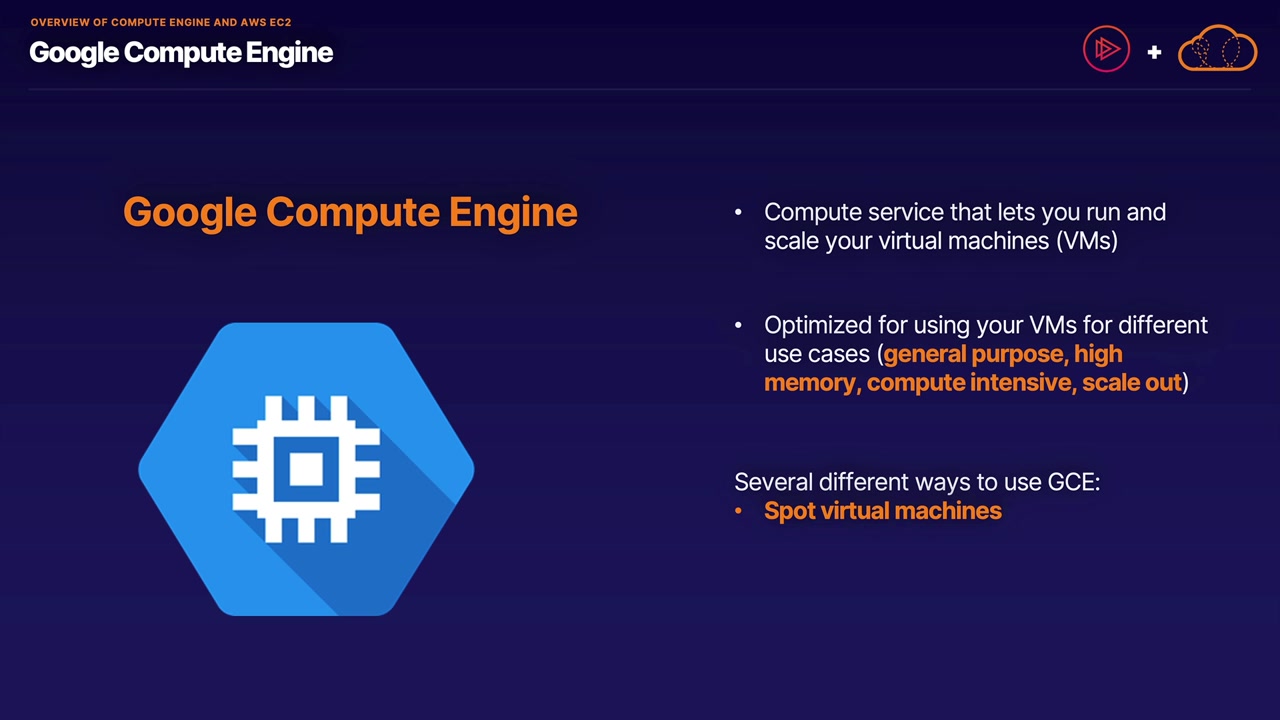 OVERVIEW OF COMPUTE ENGINE AND AWS EC2
Google Compute Engine
Google Compute Engine
• Compute service that lets you run and
scale your virtual machines (VMs)
• Optimized for using your VMs for different
use cases (general purpose, high
memory, compute intensive, scale out)
Several different ways to use GCE:
• Spot virtual machines